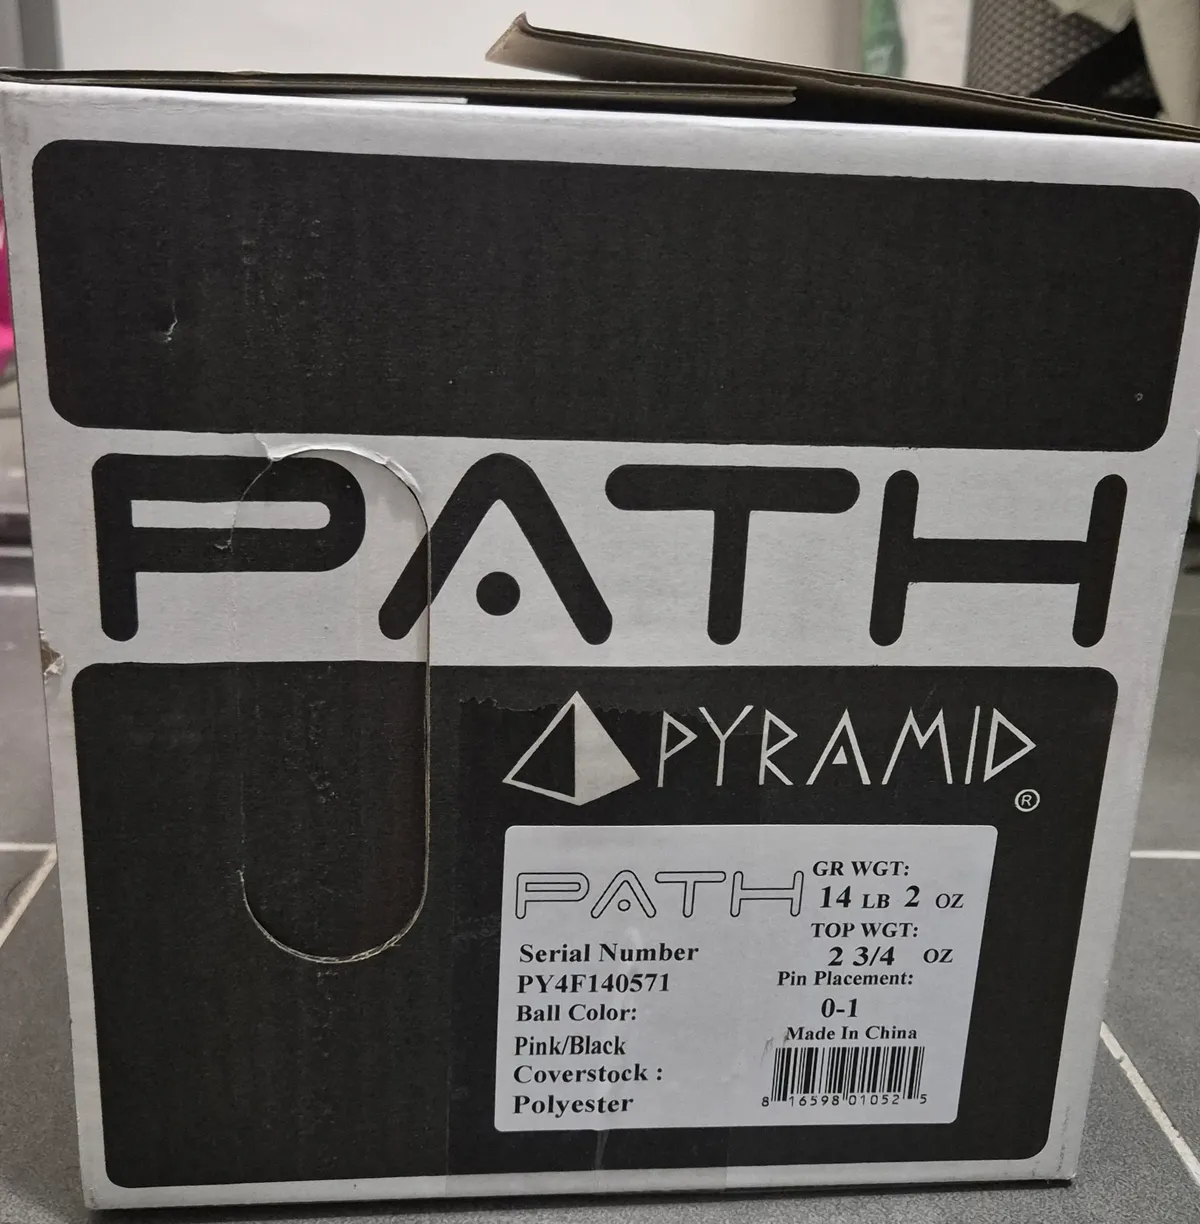 PATH
PYRAMID
®
PATH
GR WGT:
14 LB 2 OZ
TOP WGT:
2 3/4 OZ
Serial Number
PY4F140571
Pin Placement:
0-1
Ball Color:
Pink/Black
Made In China
Coverstock :
Polyester
8 16598 01052 5